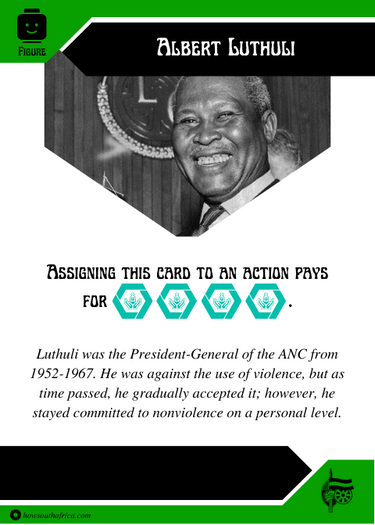 Albert Luthuli
Figure
Assigning this card to an action pays
for .
Luthuli was the President-General of the ANC from
1952-1967. He was against the use of violence, but as
time passed, he gradually accepted it; however, he
stayed committed to nonviolence on a personal level.
howsouthafrica.com